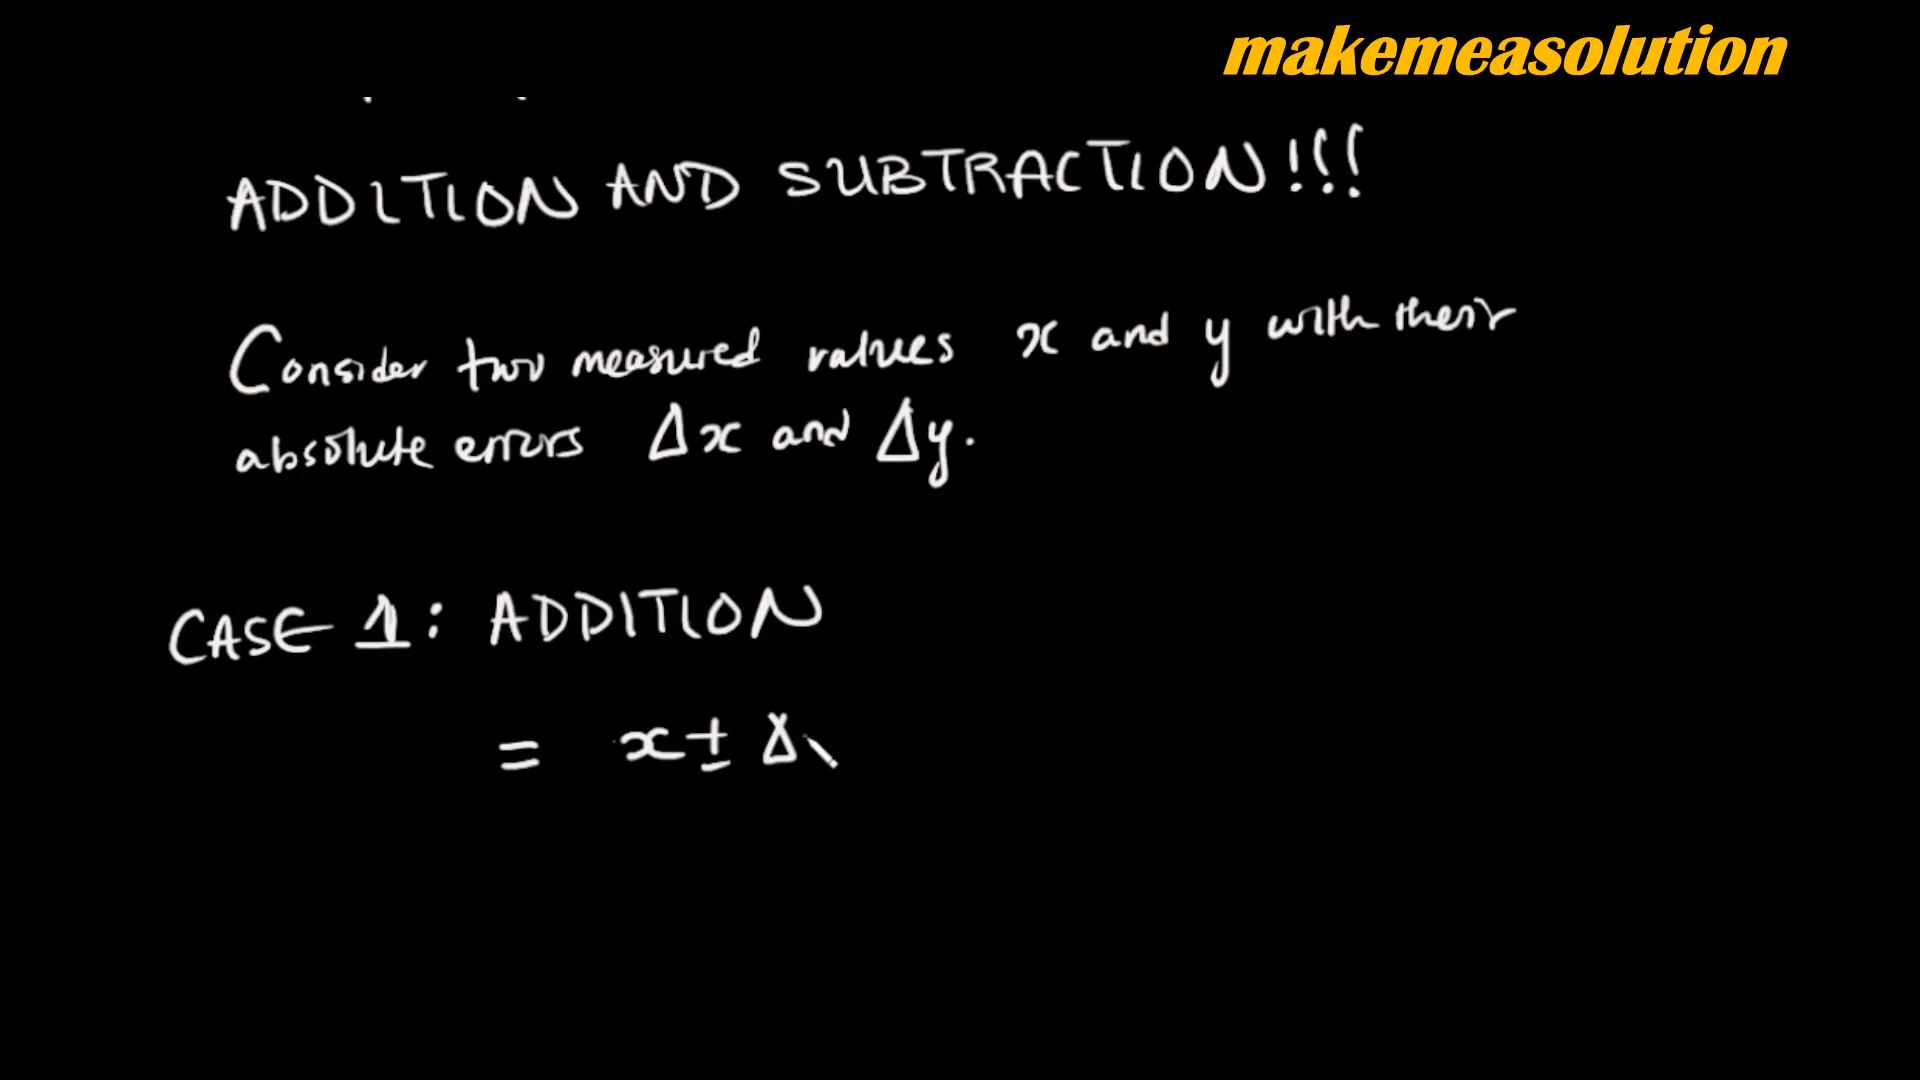 makemeasolution
ADDITION AND SUBTRACTION!!!
Consider two measured values x and y with their
absolute errors Δx and Δy.
CASE 1: ADDITION
= x ± Δ